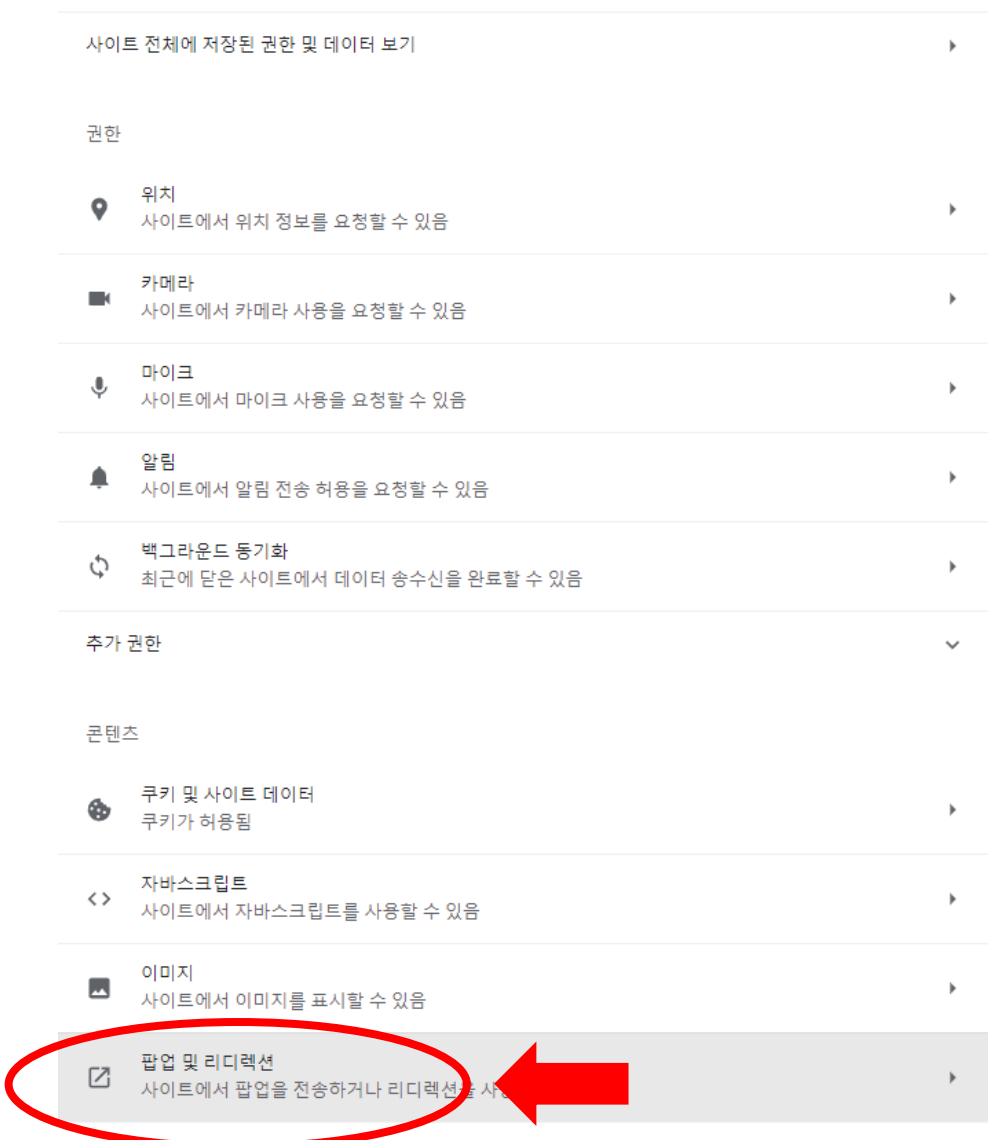 사이트 전체에 저장된 권한 및 데이터 보기
권한
위치
사이트에서 위치 정보를 요청할 수 있음
카메라
사이트에서 카메라 사용을 요청할 수 있음
마이크
사이트에서 마이크 사용을 요청할 수 있음
알림
사이트에서 알림 전송 허용을 요청할 수 있음
백그라운드 동기화
최근에 닫은 사이트에서 데이터 송수신을 완료할 수 있음
추가 권한
콘텐츠
쿠키 및 사이트 데이터
쿠키가 허용됨
자바스크립트
사이트에서 자바스크립트를 사용할 수 있음
이미지
사이트에서 이미지를 표시할 수 있음
팝업 및 리디렉션
사이트에서 팝업을 전송하거나 리디렉션을